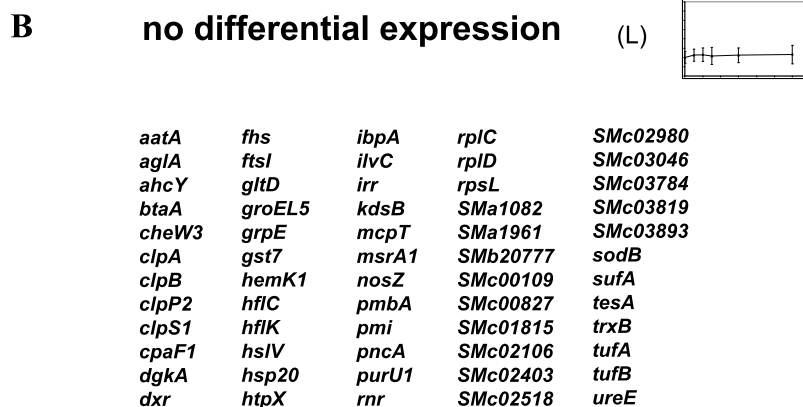 B no differential expression (L)
aatA fhs ibpA rplC SMc02980
aglA ftsI ilvC rplD SMc03046
ahcY gltD irr rpsL SMc03784
btaA groEL5 kdsB SMa1082 SMc03819
cheW3 grpE mcpT SMa1961 SMc03893
clpA gst7 msrA1 SMb20777 sodB
clpB hemK1 nosZ SMc00109 sufA
clpP2 hflC pmbA SMc00827 tesA
clpS1 hflK pmi SMc01815 trxB
cpaF1 hslV pncA SMc02106 tufA
dgkA hsp20 purU1 SMc02403 tufB
dxr htpX rnr SMc02518 ureE